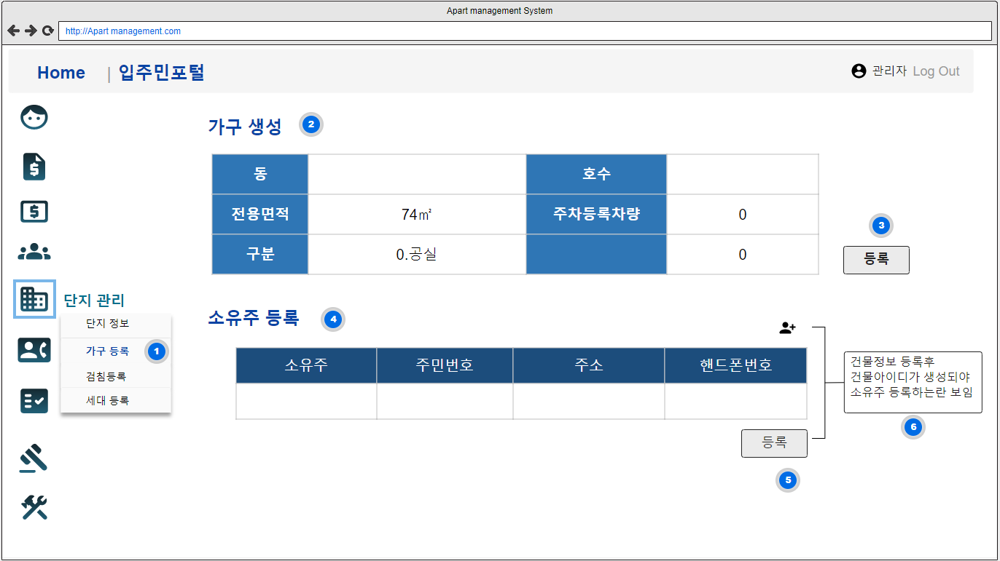 Apart management System
http://Apart management.com
Home | 입주민포털
관리자 Log Out
가구 생성 2
동 호수
전용면적 74㎡ 주차등록차량 0
구분 0.공실 0
3
등록
단지 관리
단지 정보
가구 등록 1
검침등록
세대 등록
소유주 등록 4
소유주 주민번호 주소 핸드폰번호
등록
5
건물정보 등록후
건물아이디가 생성되야
소유주 등록하는란 보임
6